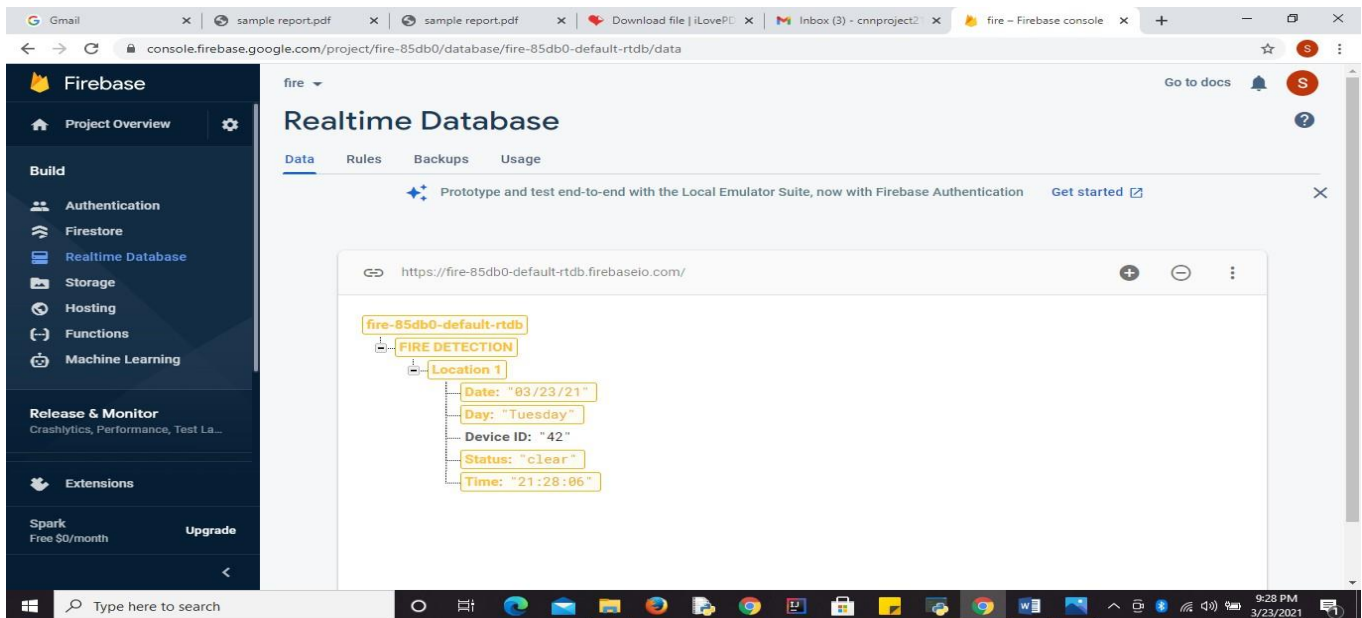 Gmail
sample report.pdf
sample report.pdf
Download file | iLovePD
Inbox (3) - cnnproject2
fire – Firebase console
console.firebase.google.com/project/fire-85db0/database/fire-85db0-default-rtdb/data
S
Firebase
fire
Go to docs
S
Project Overview
Realtime Database
Data Rules Backups Usage
Build
Prototype and test end-to-end with the Local Emulator Suite, now with Firebase Authentication Get started
Authentication
Firestore
Realtime Database
Storage
Hosting
Functions
Machine Learning
https://fire-85db0-default-rtdb.firebaseio.com/
fire-85db0-default-rtdb
FIRE DETECTION
Location 1
Date: "03/23/21"
Day: "Tuesday"
Device ID: "42"
Status: "clear"
Time: "21:28:06"
Release & Monitor
Crashlytics, Performance, Test La...
Extensions
Spark
Free $0/month
Upgrade
Type here to search
9:28 PM
3/23/2021